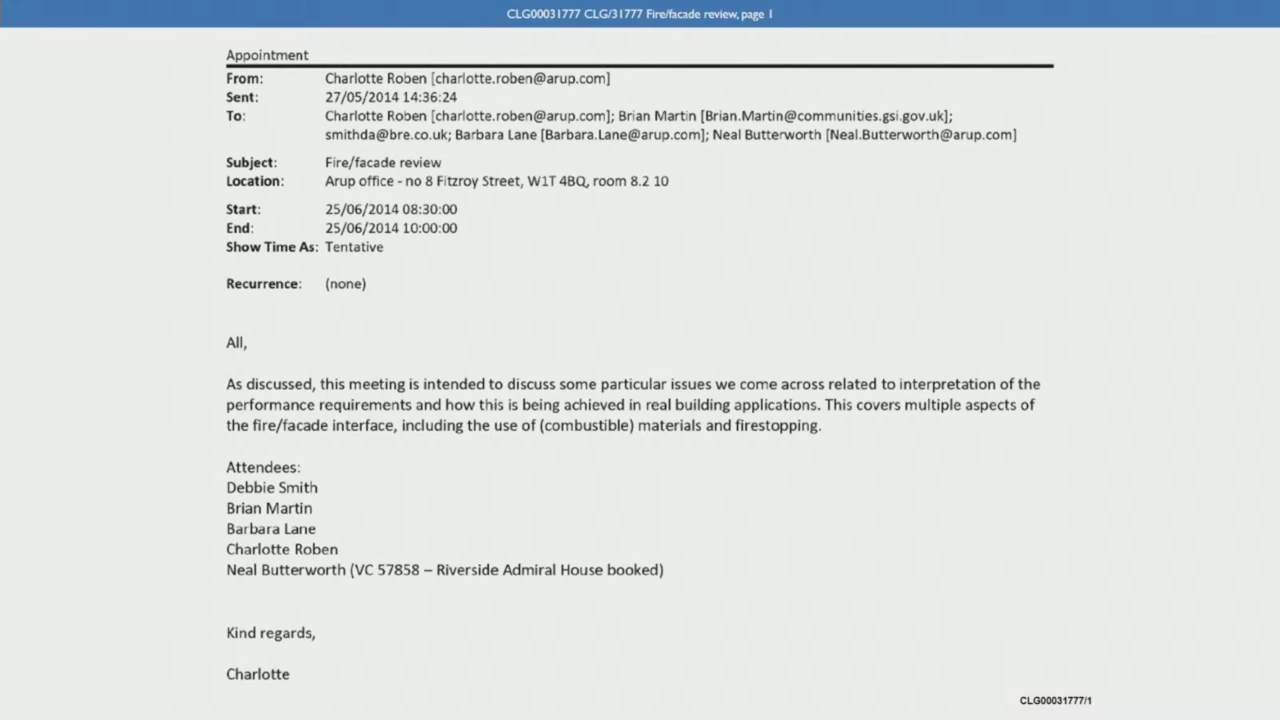 CLG00031777 CLG/31777 Fire/facade review, page 1
Appointment
From: Charlotte Roben [charlotte.roben@arup.com]
Sent: 27/05/2014 14:36:24
To: Charlotte Roben [charlotte.roben@arup.com]; Brian Martin [Brian.Martin@communities.gsi.gov.uk];
smithda@bre.co.uk; Barbara Lane [Barbara.Lane@arup.com]; Neal Butterworth [Neal.Butterworth@arup.com]
Subject: Fire/facade review
Location: Arup office - no 8 Fitzroy Street, W1T 4BQ, room 8.2 10
Start: 25/06/2014 08:30:00
End: 25/06/2014 10:00:00
Show Time As: Tentative
Recurrence: (none)
All,
As discussed, this meeting is intended to discuss some particular issues we come across related to interpretation of the
performance requirements and how this is being achieved in real building applications. This covers multiple aspects of
the fire/facade interface, including the use of (combustible) materials and firestopping.
Attendees:
Debbie Smith
Brian Martin
Barbara Lane
Charlotte Roben
Neal Butterworth (VC 57858 – Riverside Admiral House booked)
Kind regards,
Charlotte
CLG00031777/1